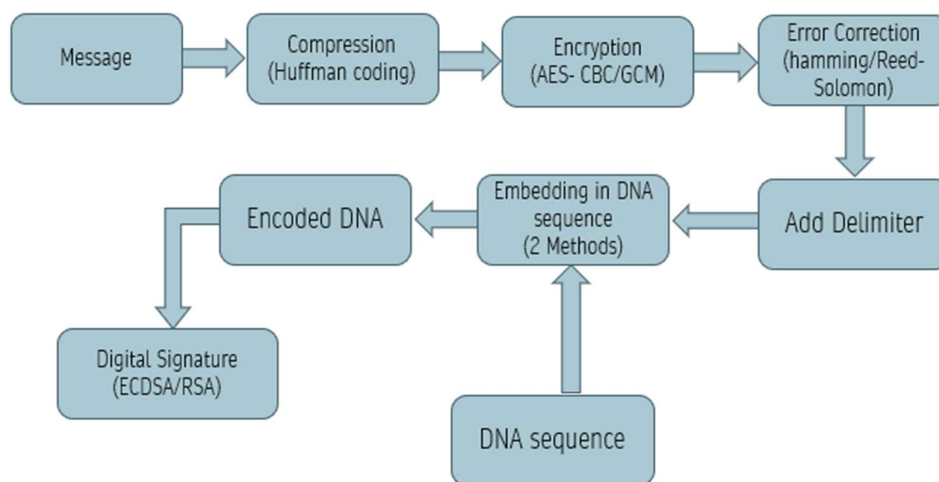 Message
Compression
(Huffman coding)
Encryption
(AES- CBC/GCM)
Error Correction
(hamming/Reed-
Solomon)
Add Delimiter
Embedding in DNA
sequence
(2 Methods)
Encoded DNA
Digital Signature
(ECDSA/RSA)
DNA sequence